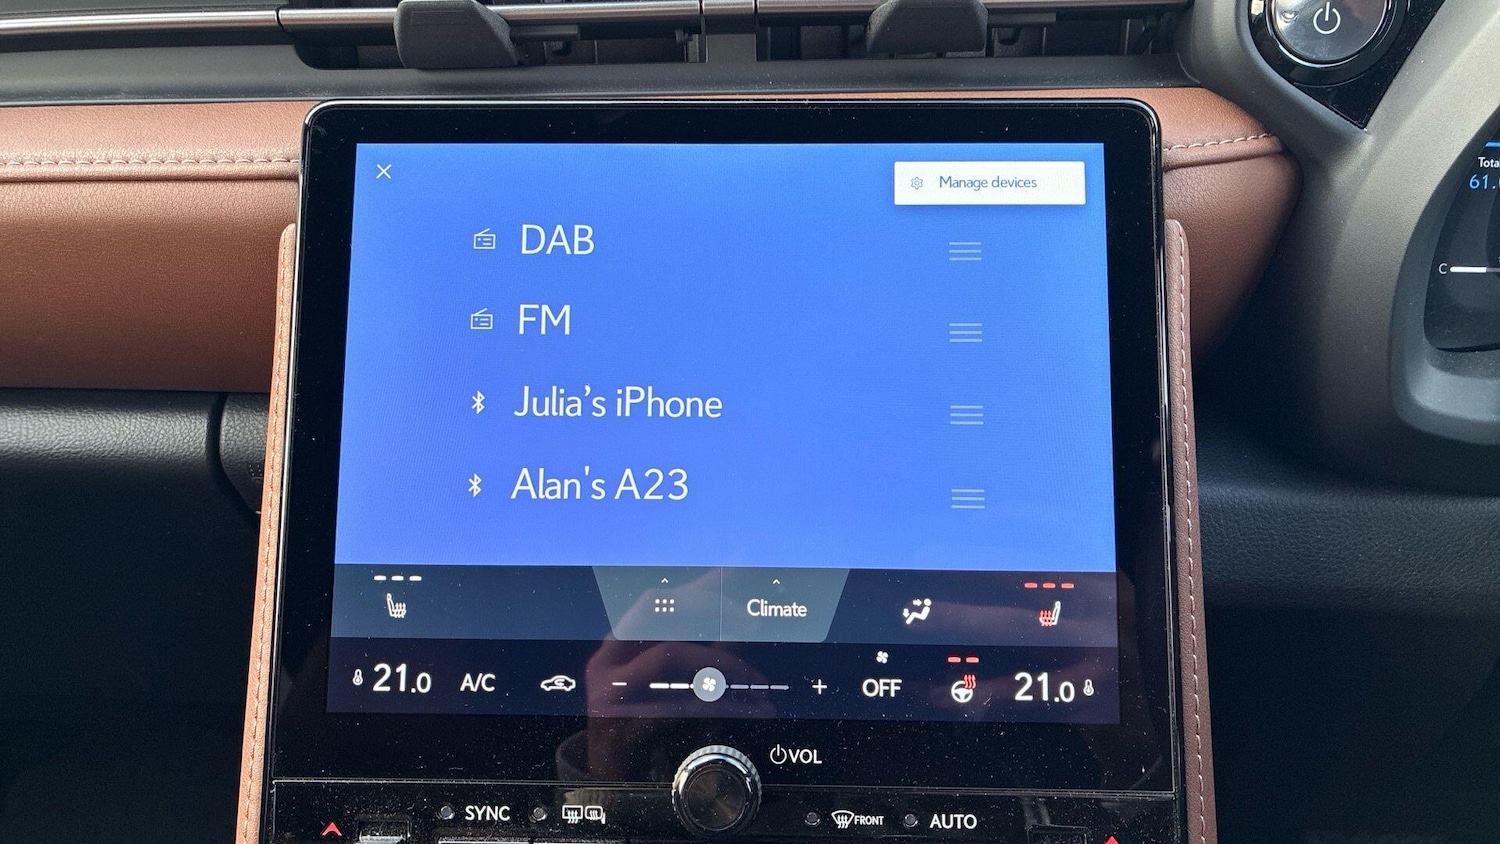 Manage devices
DAB
FM
Julia’s iPhone
Alan's A23
Climate
21.0
A/C
OFF
21.0
VOL
SYNC
FRONT
AUTO
C